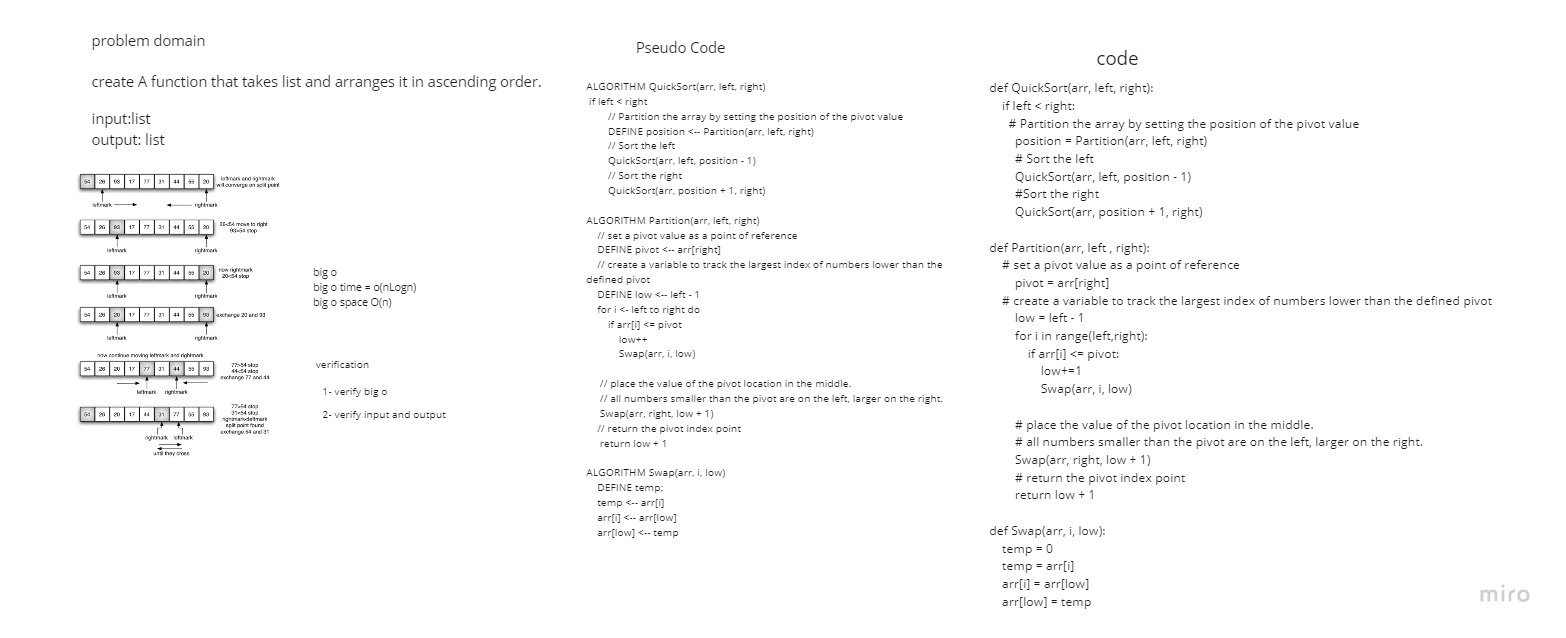 problem domain
create A function that takes list and arranges it in ascending order.
input:list
output: list
54 26 93 17 77 31 44 55 20
leftmark and rightmark
will converge on split point
leftmark rightmark
54 26 93 17 77 31 44 55 20
26<54 move to right
93>54 stop
leftmark rightmark
54 26 93 17 77 31 44 55 20
now rightmark
20<54 stop
leftmark rightmark
54 26 20 17 77 31 44 55 93
exchange 20 and 93
leftmark rightmark
now continue moving leftmark and rightmark
54 26 20 17 77 31 44 55 93
77>54 stop
44<54 stop
exchange 77 and 44
leftmark rightmark
54 26 20 17 44 31 77 55 93
77>54 stop
31<54 stop
rightmark<leftmark
split point found
exchange 54 and 31
rightmark leftmark
until they cross
big o
big o time = o(nLogn)
big o space O(n)
verification
1- verify big o
2- verify input and output
Pseudo Code
ALGORITHM QuickSort(arr, left, right)
if left < right
// Partition the array by setting the position of the pivot value
DEFINE position <-- Partition(arr, left, right)
// Sort the left
QuickSort(arr, left, position - 1)
// Sort the right
QuickSort(arr, position + 1, right)
ALGORITHM Partition(arr, left, right)
// set a pivot value as a point of reference
DEFINE pivot <-- arr[right]
// create a variable to track the largest index of numbers lower than the
defined pivot
DEFINE low <-- left - 1
for i <- left to right do
if arr[i] <= pivot
low++
Swap(arr, i, low)
// place the value of the pivot location in the middle.
// all numbers smaller than the pivot are on the left, larger on the right.
Swap(arr, right, low + 1)
// return the pivot index point
return low + 1
ALGORITHM Swap(arr, i, low)
DEFINE temp;
temp <-- arr[i]
arr[i] <-- arr[low]
arr[low] <-- temp
code
def QuickSort(arr, left, right):
if left < right:
# Partition the array by setting the position of the pivot value
position = Partition(arr, left, right)
# Sort the left
QuickSort(arr, left, position - 1)
#Sort the right
QuickSort(arr, position + 1, right)
def Partition(arr, left , right):
# set a pivot value as a point of reference
pivot = arr[right]
# create a variable to track the largest index of numbers lower than the defined pivot
low = left - 1
for i in range(left,right):
if arr[i] <= pivot:
low+=1
Swap(arr, i, low)
# place the value of the pivot location in the middle.
# all numbers smaller than the pivot are on the left, larger on the right.
Swap(arr, right, low + 1)
# return the pivot index point
return low + 1
def Swap(arr, i, low):
temp = 0
temp = arr[i]
arr[i] = arr[low]
arr[low] = temp
miro